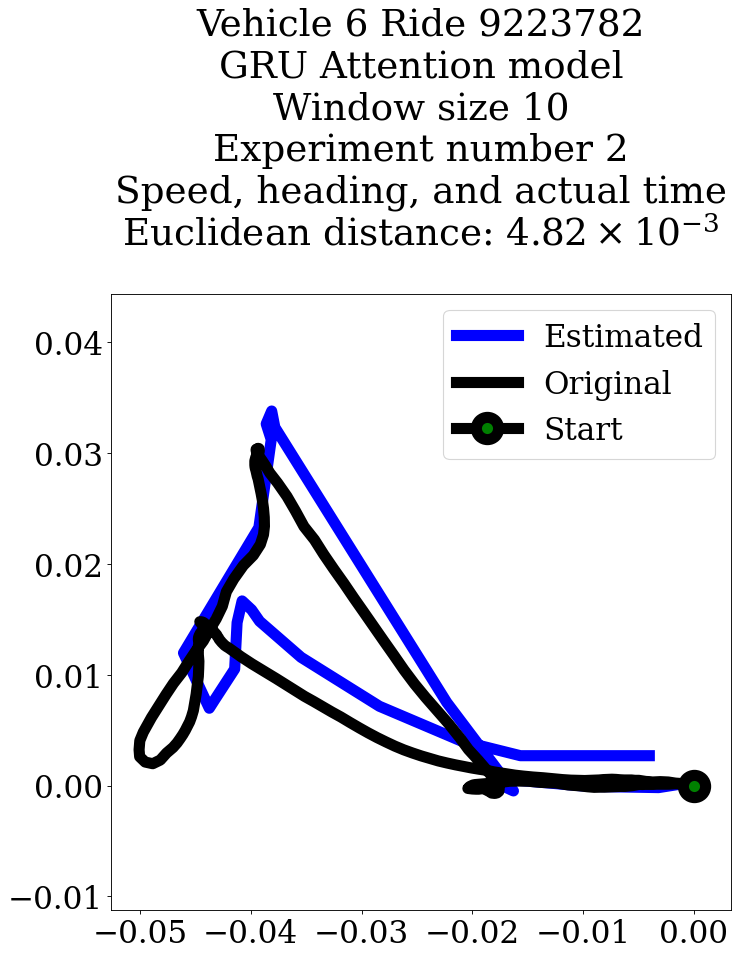 Vehicle 6 Ride 9223782
GRU Attention model
Window size 10
Experiment number 2
Speed, heading, and actual time
Euclidean distance: 4.82 × 10⁻³
Estimated
Original
Start
0.04
0.03
0.02
0.01
0.00
−0.01
−0.05 −0.04 −0.03 −0.02 −0.01 0.00